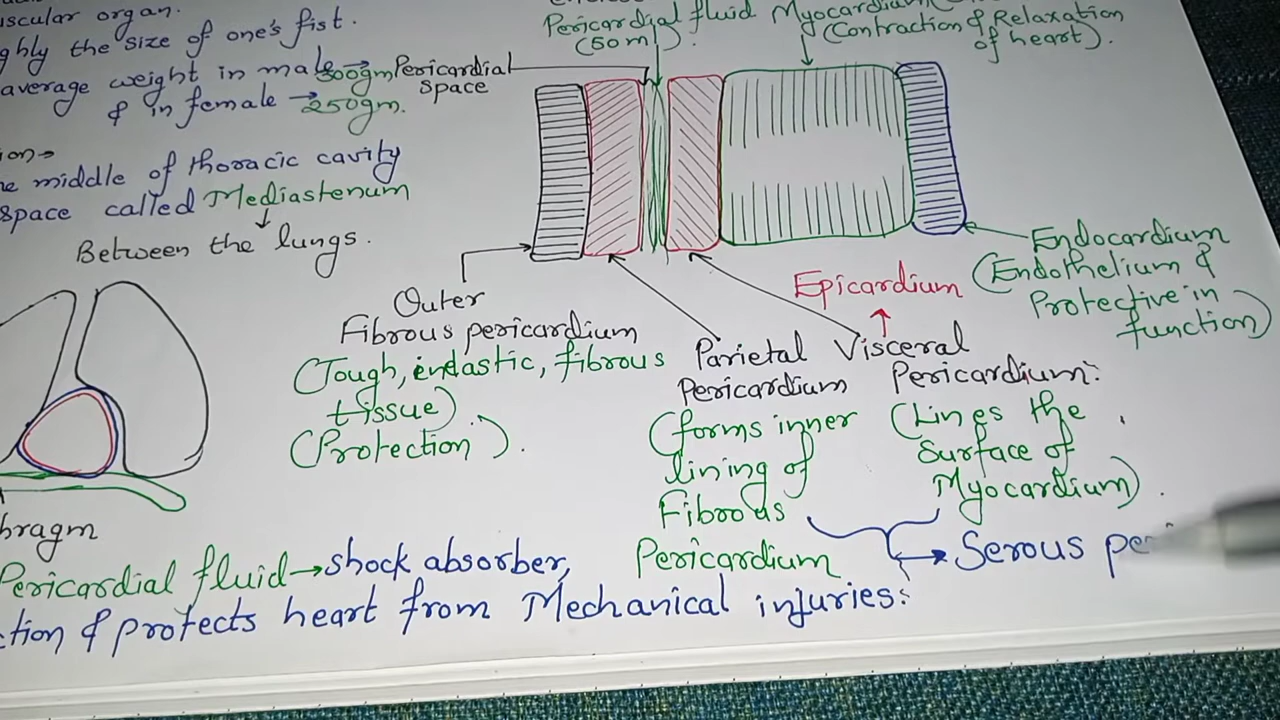 uscular organ.
ghly the size of one's fist.
average weight in male → 300gm
& in female → 250gm.
ion→
he middle of thoracic cavity
space called Mediastenum
Between the lungs.
hragm
Pericardial fluid
(50ml).
Myocardium
(Contraction & Relaxation
of heart).
Pericardial
space
Outer
Fibrous pericardium
(Tough, inelastic, fibrous
tissue)
(Protection).
Parietal
Pericardium
(forms inner
lining of
Fibrous
Pericardium
Epicardium
Visceral
Pericardium:
(Lines the
Surface of
Myocardium).
Endocardium
(Endothelium &
Protective in
function)
→ Serous pe
Pericardial fluid → shock absorber,
ction & protects heart from Mechanical injuries: